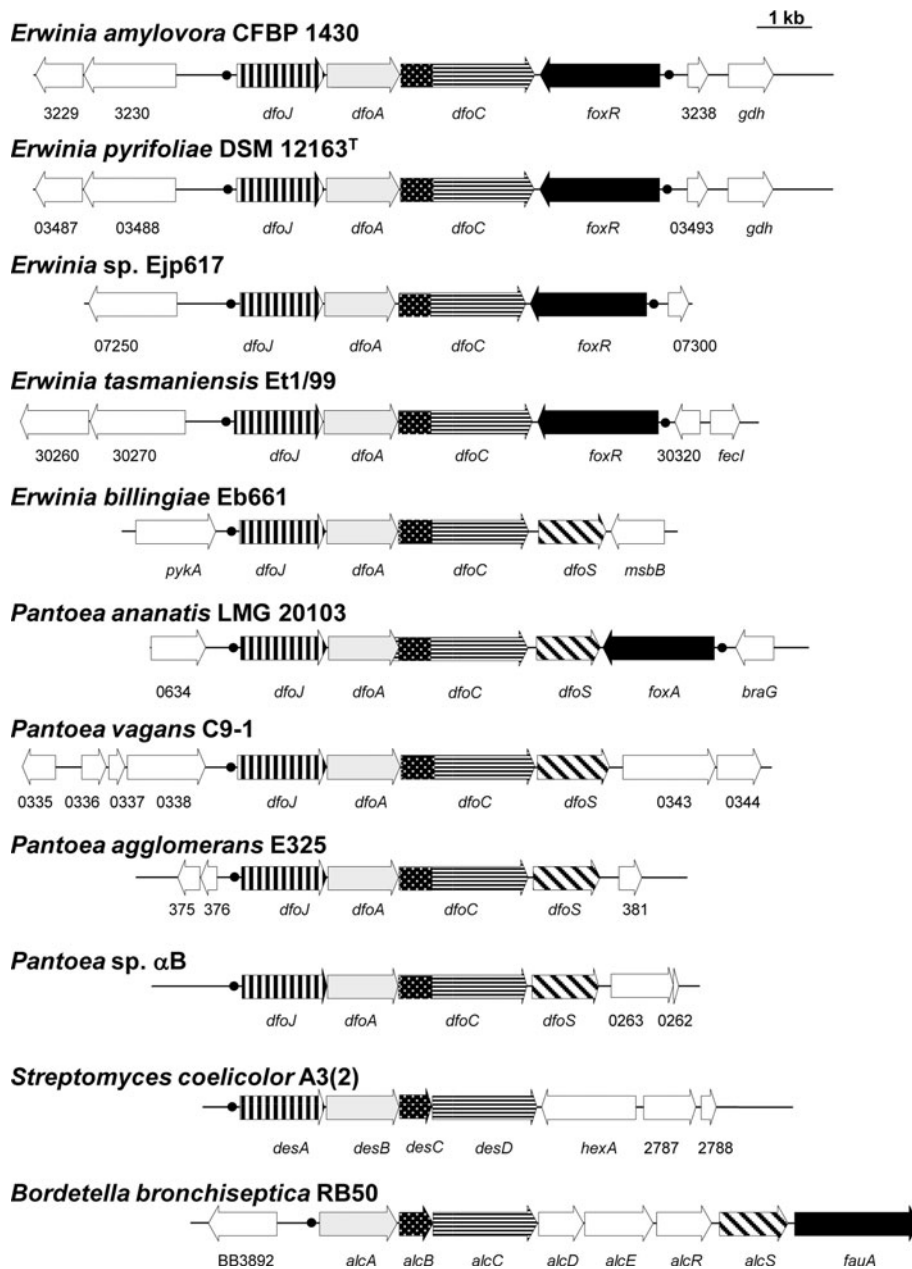 1 kb
Erwinia amylovora CFBP 1430
3229 3230 dfoJ dfoA dfoC foxR 3238 gdh
Erwinia pyrifoliae DSM 12163ᵀ
03487 03488 dfoJ dfoA dfoC foxR 03493 gdh
Erwinia sp. Ejp617
07250 dfoJ dfoA dfoC foxR 07300
Erwinia tasmaniensis Et1/99
30260 30270 dfoJ dfoA dfoC foxR 30320 fecI
Erwinia billingiae Eb661
pykA dfoJ dfoA dfoC dfoS msbB
Pantoea ananatis LMG 20103
0634 dfoJ dfoA dfoC dfoS foxA braG
Pantoea vagans C9-1
0335 0336 0337 0338 dfoJ dfoA dfoC dfoS 0343 0344
Pantoea agglomerans E325
375 376 dfoJ dfoA dfoC dfoS 381
Pantoea sp. αB
dfoJ dfoA dfoC dfoS 0263 0262
Streptomyces coelicolor A3(2)
desA desB desC desD hexA 2787 2788
Bordetella bronchiseptica RB50
BB3892 alcA alcB alcC alcD alcE alcR alcS fauA